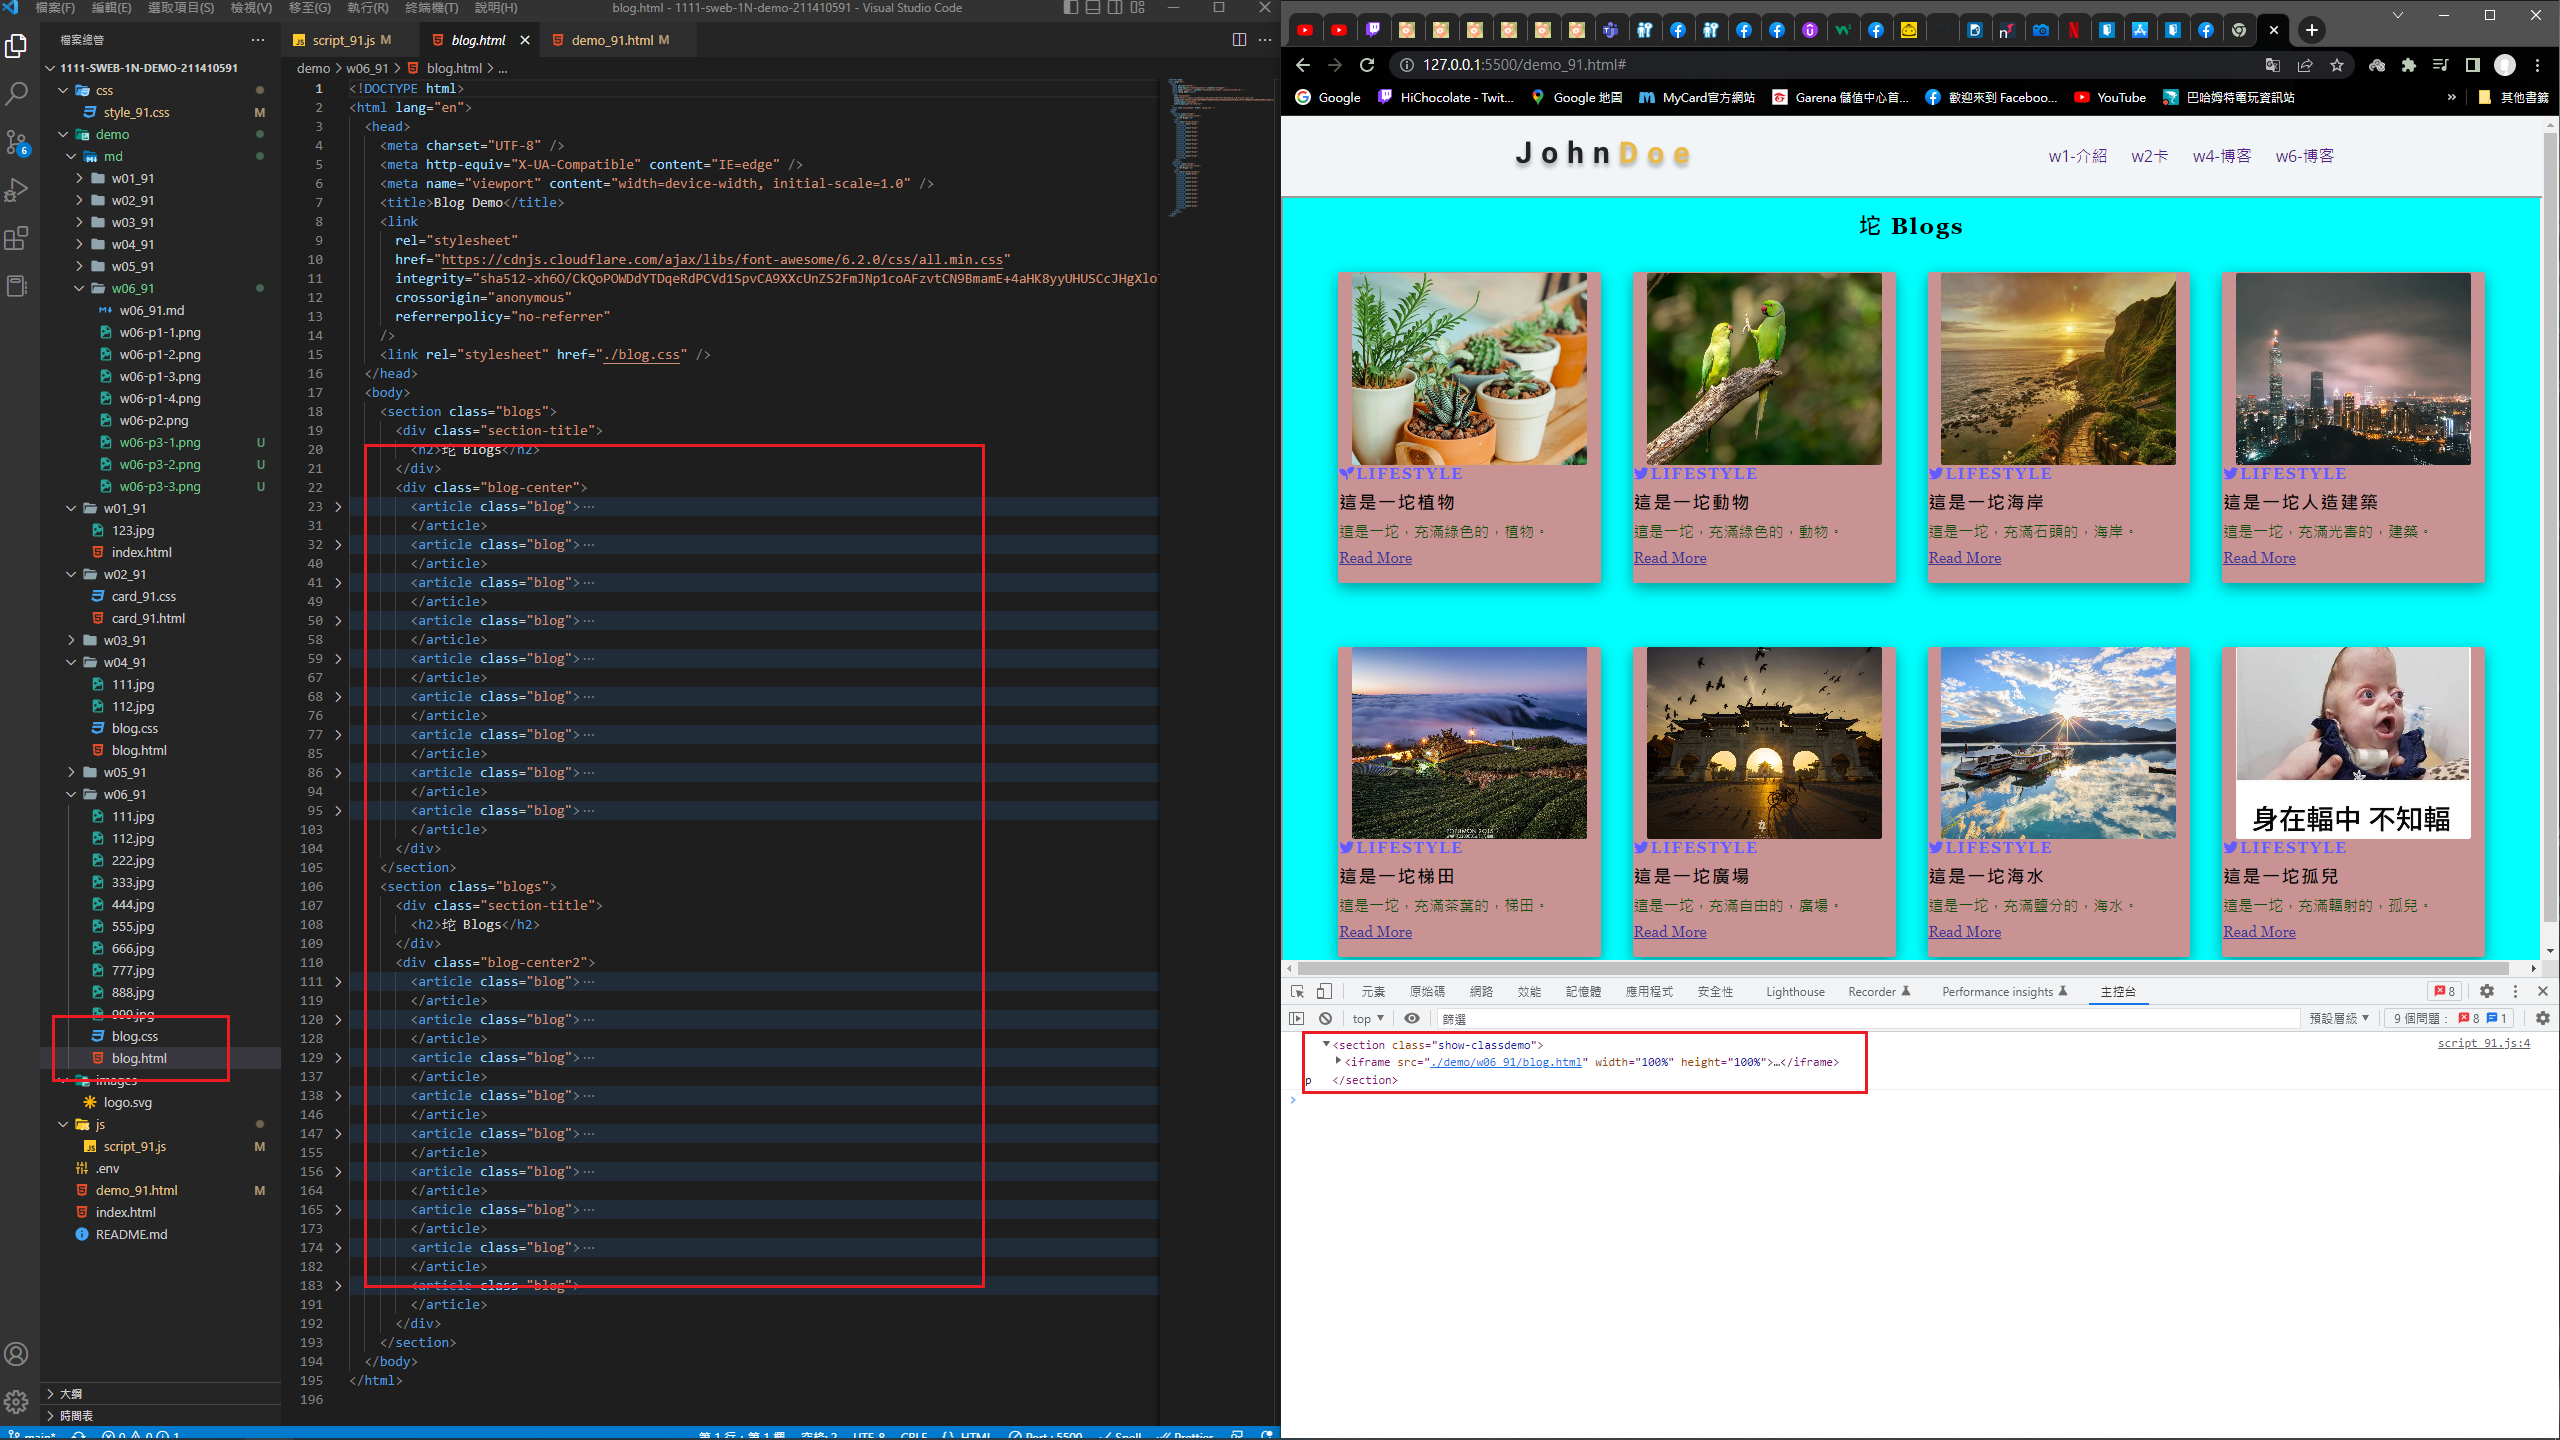 檔案(F) 編輯(E) 選取項目(S) 檢視(V) 移至(G) 執行(R) 終端機(T) 說明(H)
blog.html - 1111-sweb-1N-demo-211410591 - Visual Studio Code
檔案總管
1111-SWEB-1N-DEMO-211410591
css
style_91.css M
demo
md
w01_91
w02_91
w03_91
w04_91
w05_91
w06_91
w06_91.md
w06-p1-1.png
w06-p1-2.png
w06-p1-3.png
w06-p1-4.png
w06-p2.png
w06-p3-1.png U
w06-p3-2.png U
w06-p3-3.png U
w01_91
123.jpg
index.html
w02_91
card_91.css
card_91.html
w03_91
w04_91
111.jpg
112.jpg
blog.css
blog.html
w05_91
w06_91
111.jpg
112.jpg
222.jpg
333.jpg
444.jpg
555.jpg
666.jpg
777.jpg
888.jpg
999.jpg
blog.css
blog.html
images
logo.svg
js
script_91.js M
.env
demo_91.html M
index.html
README.md
大綱
時間表
6
script_91.js M blog.html demo_91.html M
demo > w06_91 > blog.html > ...
1 <!DOCTYPE html>
2 <html lang="en">
3 <head>
4 <meta charset="UTF-8" />
5 <meta http-equiv="X-UA-Compatible" content="IE=edge" />
6 <meta name="viewport" content="width=device-width, initial-scale=1.0" />
7 <title>Blog Demo</title>
8 <link
9 rel="stylesheet"
10 href="https://cdnjs.cloudflare.com/ajax/libs/font-awesome/6.2.0/css/all.min.css"
11 integrity="sha512-xh6O/CkQoPOWDdYTDqeRdPCVd1SpvCA9XXcUnZS2FmJNp1coAFzvtCN9BmamE+4aHK8yyUHUSCcJHgXlo
12 crossorigin="anonymous"
13 referrerpolicy="no-referrer"
14 />
15 <link rel="stylesheet" href="./blog.css" />
16 </head>
17 <body>
18 <section class="blogs">
19 <div class="section-title">
20 <h2>坨 Blogs</h2>
21 </div>
22 <div class="blog-center">
23 <article class="blog">⋯
31 </article>
32 <article class="blog">⋯
40 </article>
41 <article class="blog">⋯
49 </article>
50 <article class="blog">⋯
58 </article>
59 <article class="blog">⋯
67 </article>
68 <article class="blog">⋯
76 </article>
77 <article class="blog">⋯
85 </article>
86 <article class="blog">⋯
94 </article>
95 <article class="blog">⋯
103 </article>
104 </div>
105 </section>
106 <section class="blogs">
107 <div class="section-title">
108 <h2>坨 Blogs</h2>
109 </div>
110 <div class="blog-center2">
111 <article class="blog">⋯
119 </article>
120 <article class="blog">⋯
128 </article>
129 <article class="blog">⋯
137 </article>
138 <article class="blog">⋯
146 </article>
147 <article class="blog">⋯
155 </article>
156 <article class="blog">⋯
164 </article>
165 <article class="blog">⋯
173 </article>
174 <article class="blog">⋯
182 </article>
183 <article class="blog">
191 </article>
192 </div>
193 </section>
194 </body>
195 </html>
196
main* 0 0 1 第 1 行，第 1 欄 空格: 2 UTF-8 CRLF HTML Port : 5500 Spell Prettier
127.0.0.1:5500/demo_91.html#
Google HiChocolate - Twit... Google 地圖 MyCard官方網站 Garena 儲值中心首... 歡迎來到 Faceboo... YouTube 巴哈姆特電玩資訊站 » 其他書籤
JohnDoe w1-介紹 w2卡 w4-博客 w6-博客
坨 Blogs
LIFESTYLE
這是一坨植物
這是一坨，充滿綠色的，植物。
Read More
LIFESTYLE
這是一坨動物
這是一坨，充滿綠色的，動物。
Read More
LIFESTYLE
這是一坨海岸
這是一坨，充滿石頭的，海岸。
Read More
LIFESTYLE
這是一坨人造建築
這是一坨，充滿光害的，建築。
Read More
LIFESTYLE
這是一坨梯田
這是一坨，充滿茶葉的，梯田。
Read More
LIFESTYLE
這是一坨廣場
這是一坨，充滿自由的，廣場。
Read More
LIFESTYLE
這是一坨海水
這是一坨，充滿鹽分的，海水。
Read More
身在輻中 不知輻
LIFESTYLE
這是一坨孤兒
這是一坨，充滿輻射的，孤兒。
Read More
元素 原始碼 網路 效能 記憶體 應用程式 安全性 Lighthouse Recorder Performance insights 主控台 8
top 篩選 預設層級 9 個問題： 8 1
<section class="show-classdemo"> script_91.js:4
<iframe src="./demo/w06_91/blog.html" width="100%" height="100%">…</iframe>
p </section>